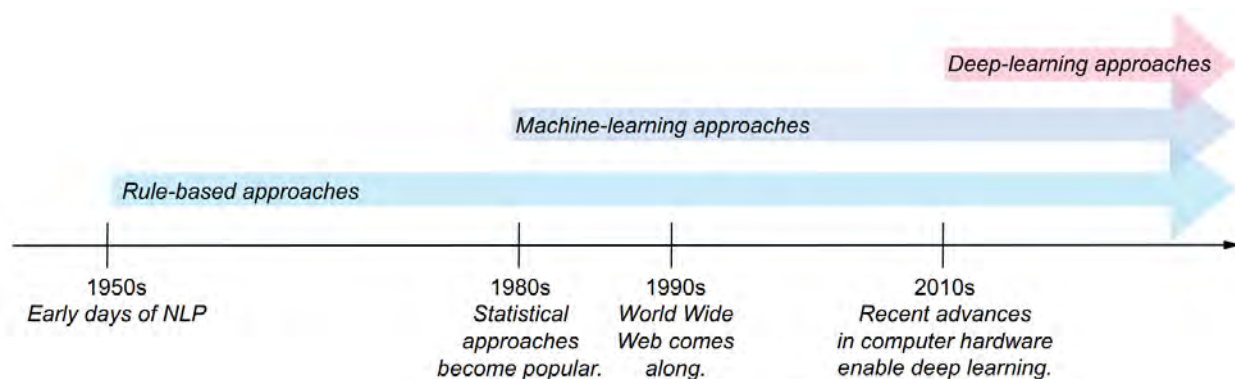 Deep-learning approaches
Machine-learning approaches
Rule-based approaches
1950s
Early days of NLP
1980s
Statistical
approaches
become popular.
1990s
World Wide
Web comes
along.
2010s
Recent advances
in computer hardware
enable deep learning.